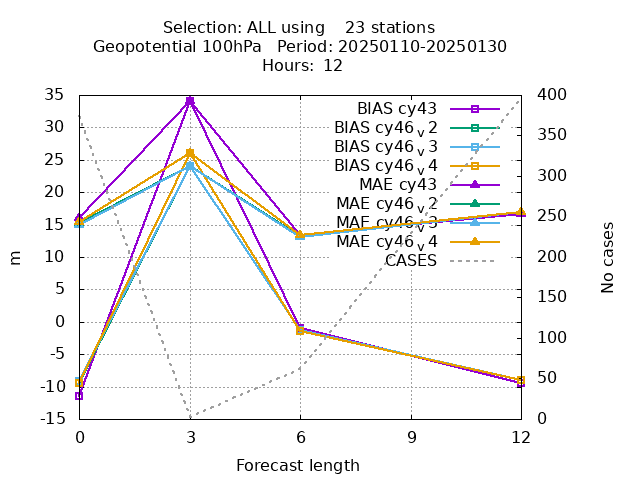 Selection: ALL using    23 stations
Geopotential 100hPa   Period: 20250110-20250130
Hours:  12
35
30
25
20
15
10
5
0
-5
-10
-15
m
400
350
300
250
200
150
100
50
0
No cases
BIAS cy43
BIAS cy46_v2
BIAS cy46_v3
BIAS cy46_v4
MAE cy43
MAE cy46_v2
MAE cy46_v3
MAE cy46_v4
CASES
0 3 6 9 12
Forecast length